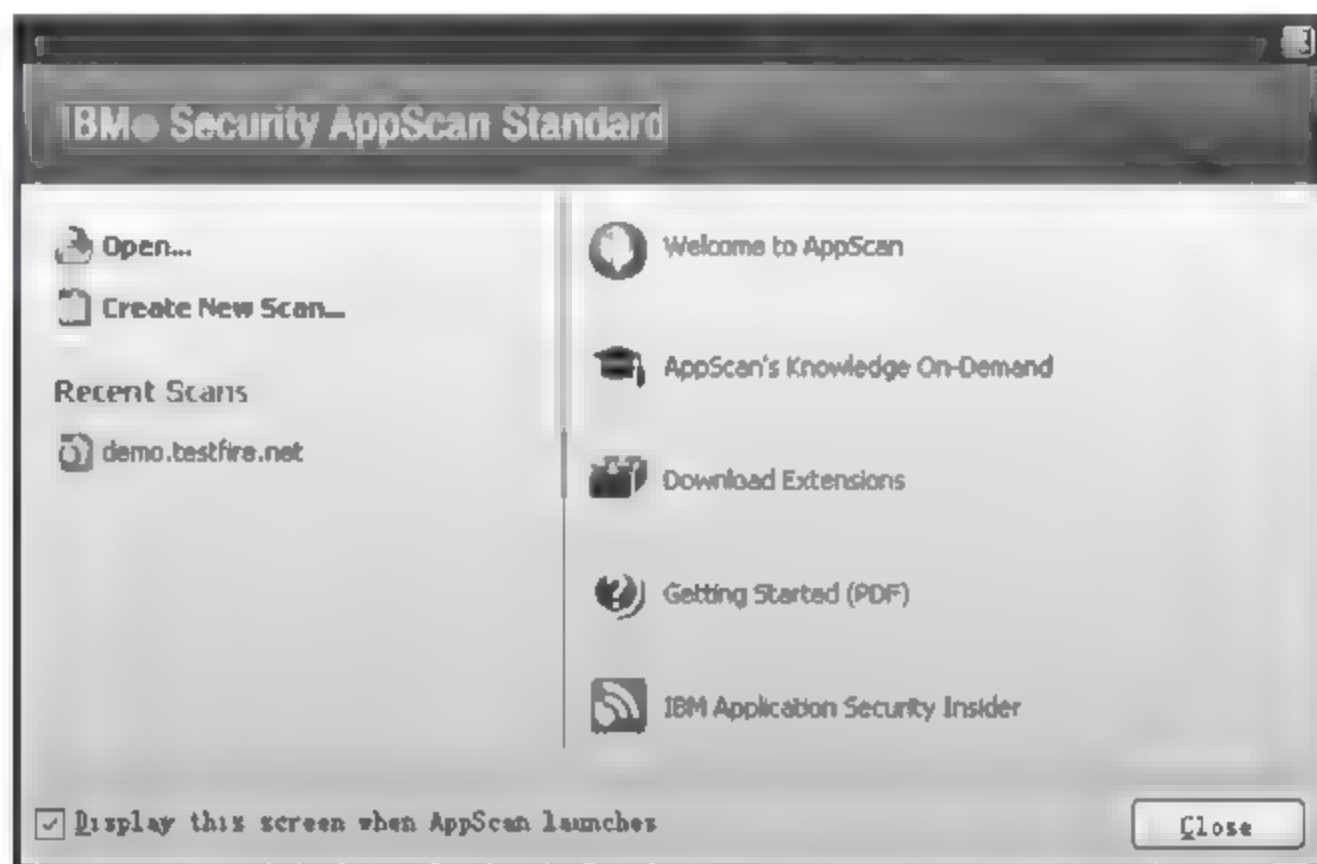 IBM® Security AppScan Standard
Open...
Create New Scan...
Recent Scans
demo.testfire.net
Welcome to AppScan
AppScan's Knowledge On-Demand
Download Extensions
Getting Started (PDF)
IBM Application Security Insider
Display this screen when AppScan launches
Close